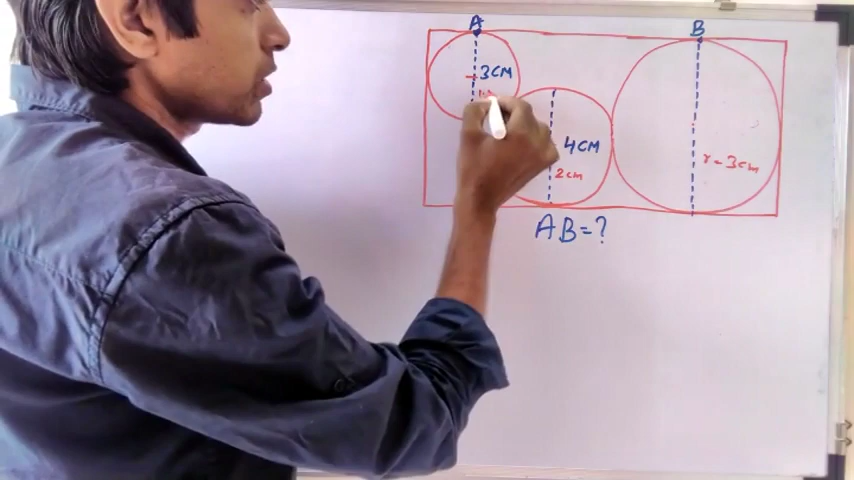 A
B
3CM
4CM
2cm
r = 3cm
AB=?